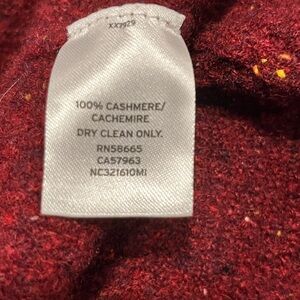 100% CASHMERE/
CACHEMIRE
DRY CLEAN ONLY.
RN58665
CA57963
NC321610MI